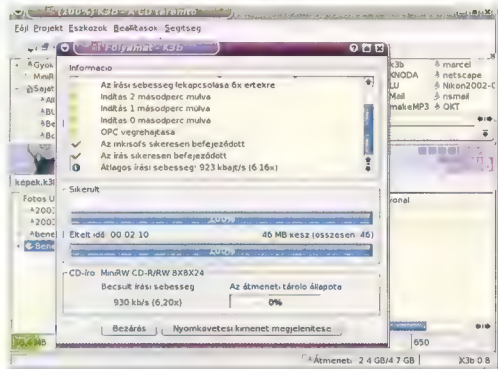 (100%) K3b - A CD táramító
Fájl Projekt Eszközök Beállítások Segítség
Folyamat - K3b
Információ
Az írási sebesség lekapcsolása 6x értékre
Indítás 2 másodperc múlva
Indítás 1 másodperc múlva
Indítás 0 másodperc múlva
OPC végrehajtása
Az mkisofs sikeresen befejeződött
Az írás sikeresen befejeződött
Átlagos írási sebesség: 923 kbájt/s (6.16x)
Sikerült
100%
Eltelt idő 00:02:10
46 MB kész (összesen 46)
100%
CD-író MiniRW CD-R/RW 8X8X24
Becsült írási sebesség
Az átmeneti tároló állapota
930 kb/s (6,20x)
0%
Bezárás
Nyomkövetési kimenet megjelenítése
marcel
netscape
Nikon2002-
nsmail
makeMP3
OKT
képek.k3
Fotos
650
Átmeneti: 2.4 GB/4.7 GB
K3b 0.8